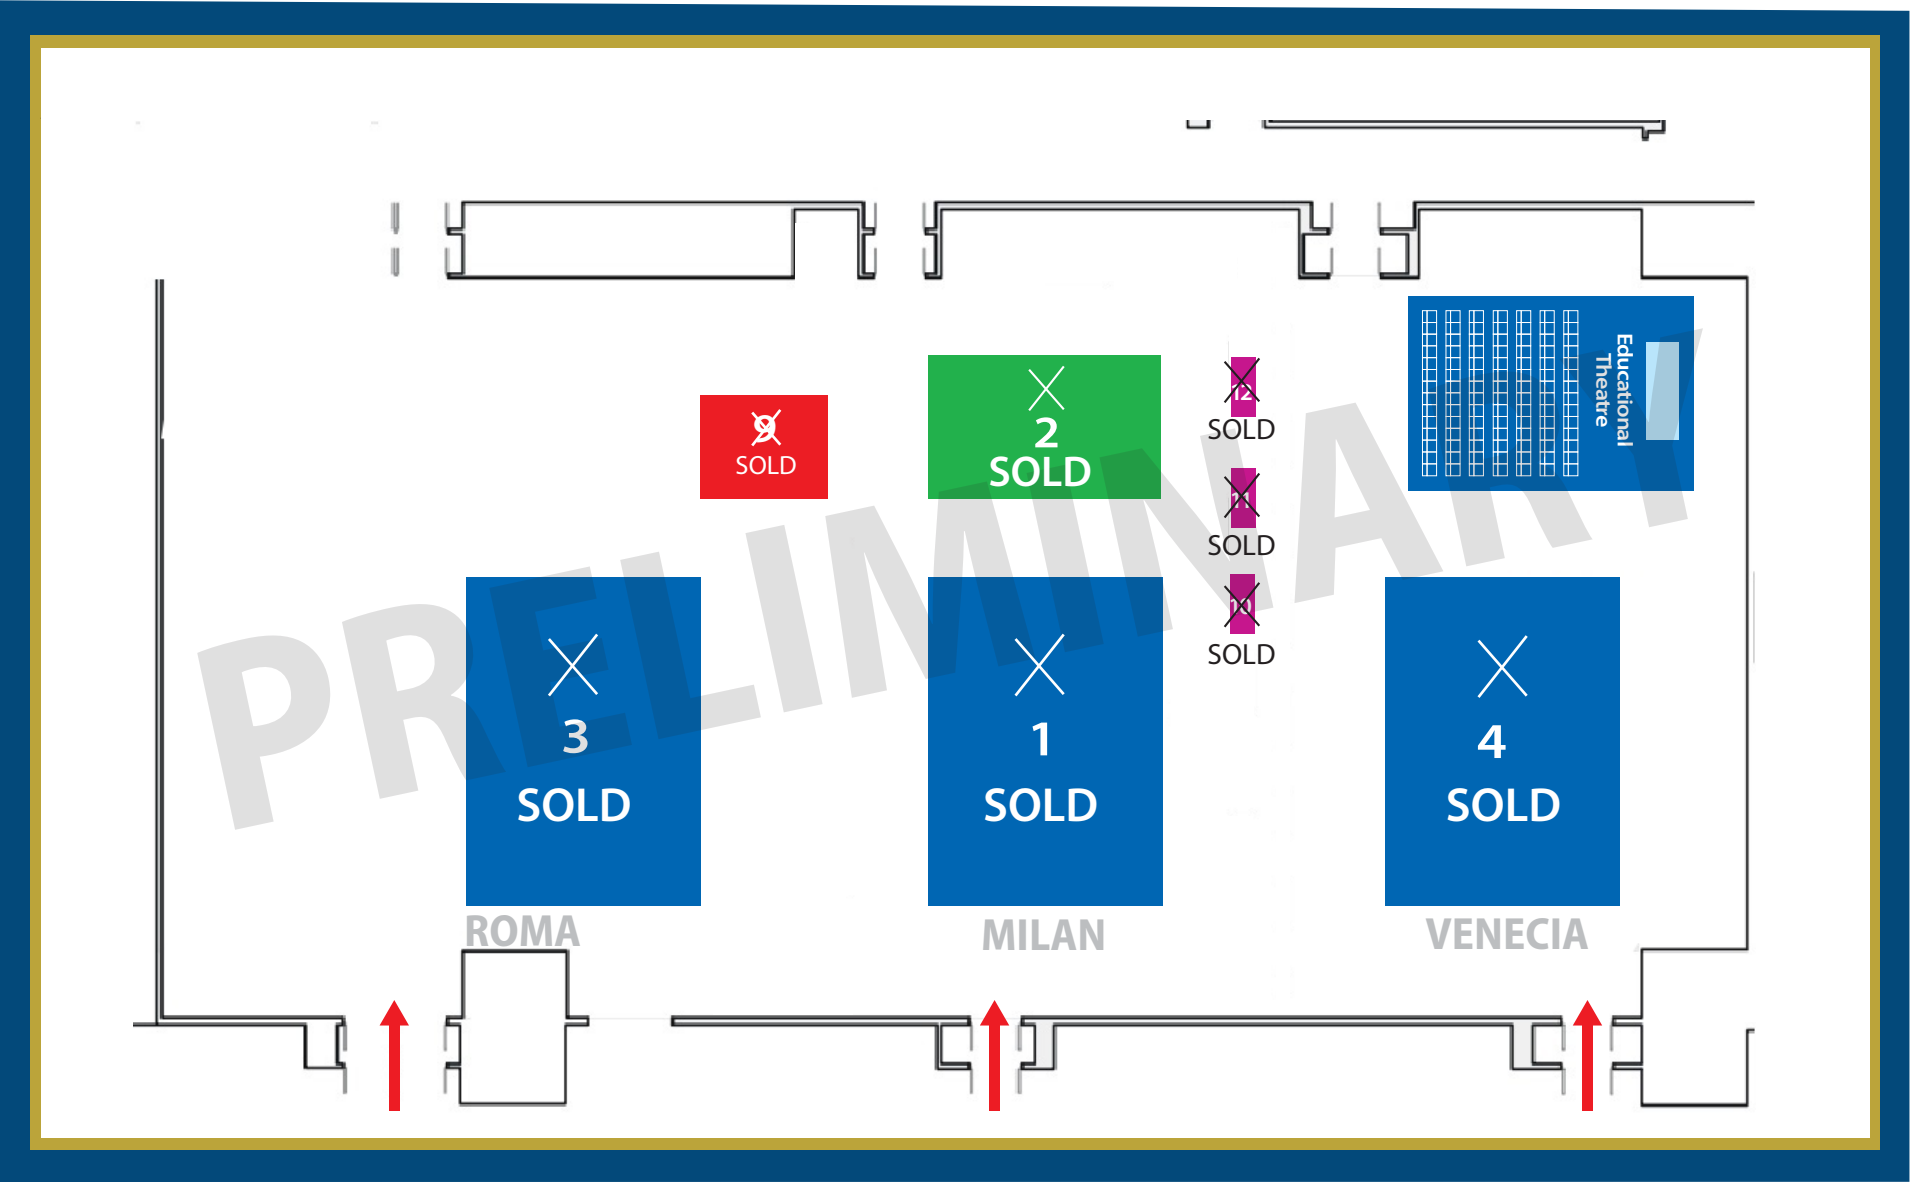 Educational
Theatre
12
SOLD
9
SOLD
2
SOLD
11
SOLD
10
SOLD
3
SOLD
1
SOLD
4
SOLD
ROMA
MILAN
VENECIA
PRELIMINARY